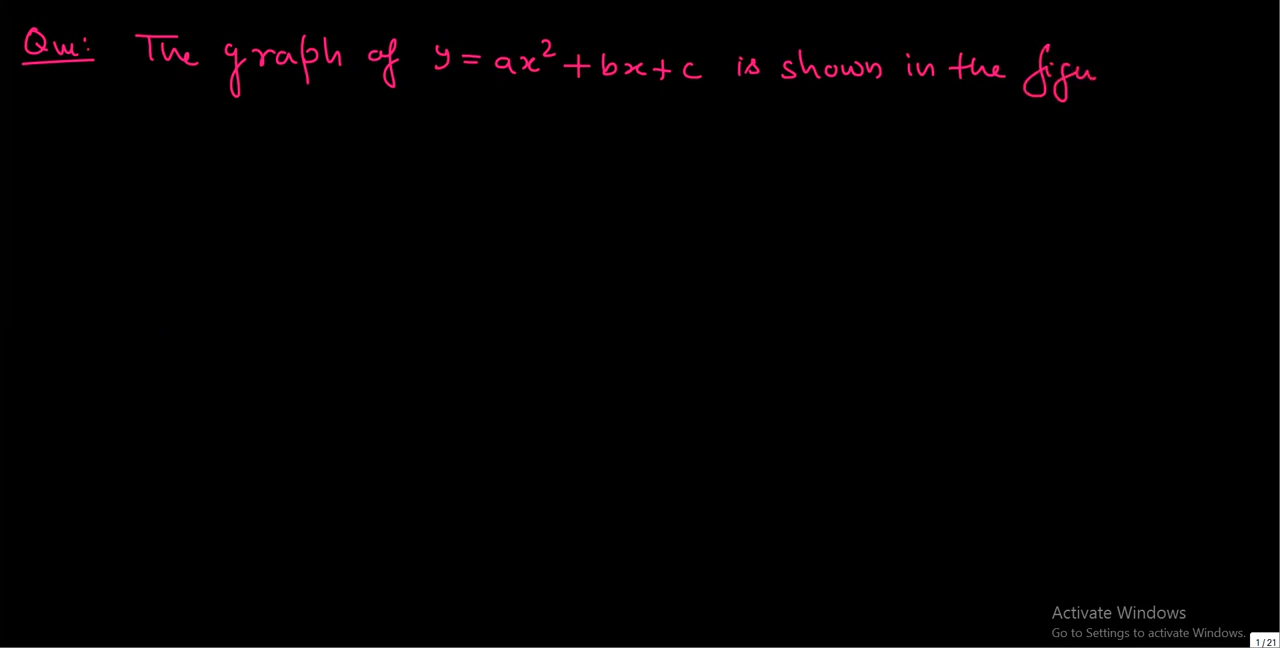 Qu: The graph of y = ax² + bx + c is shown in the figu
Activate Windows
Go to Settings to activate Windows.
1 / 21